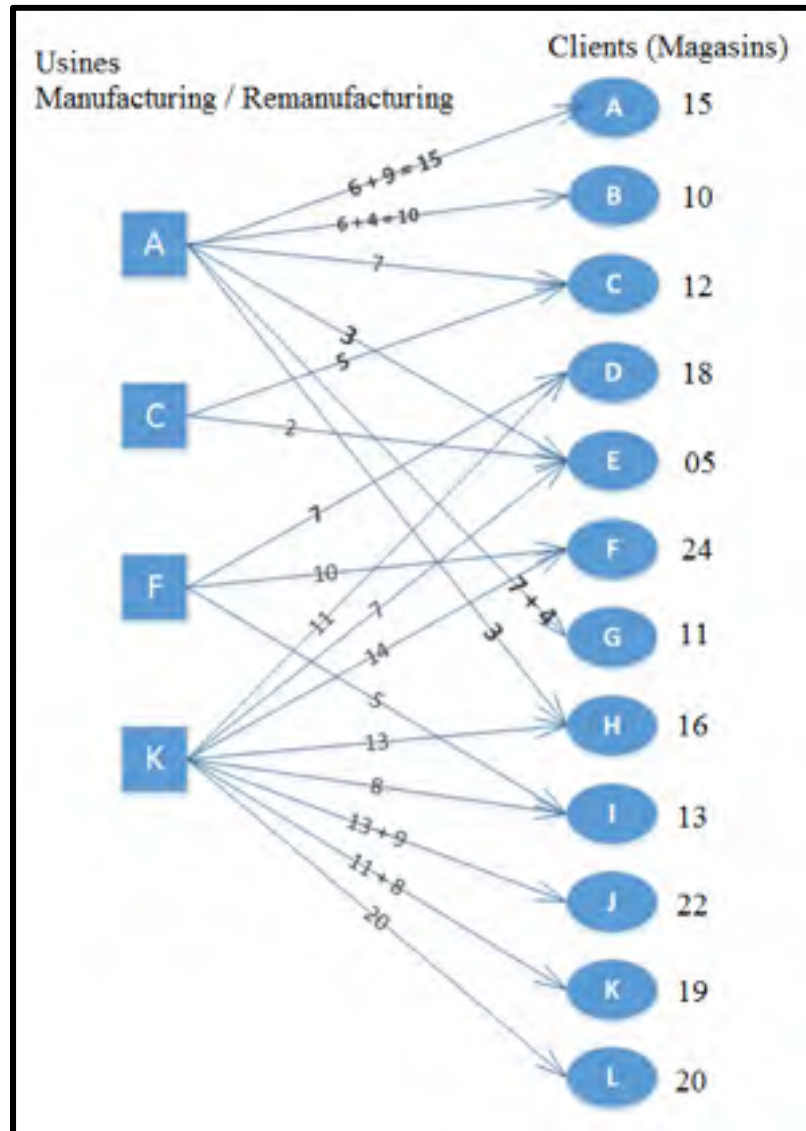 Clients (Magasins)
Usines
Manufacturing / Remanufacturing
A 15
6 + 9 = 15
B 10
6 + 4 = 10
A
7
C 12
3
5
D 18
C
2
E 05
7
F 24
F
10
11
7
7 + 4
G 11
3
14
5
H 16
K
13
8
I 13
13 + 9
11 + 8
J 22
20
K 19
L 20